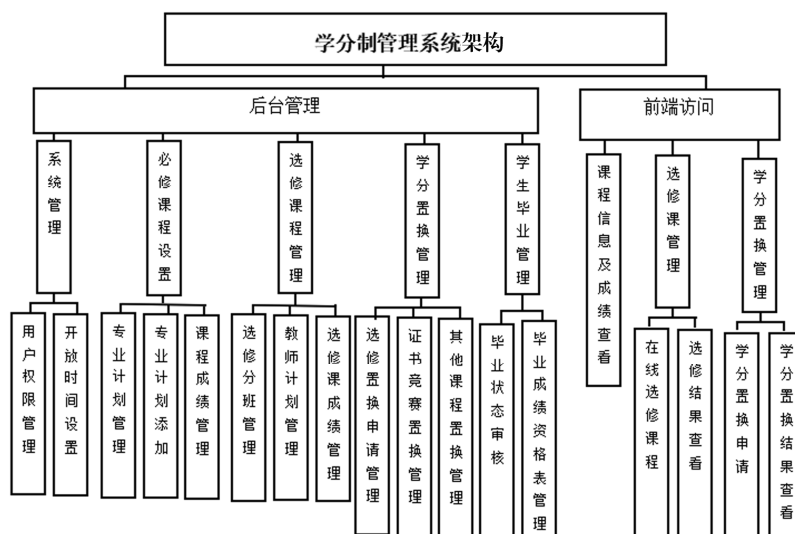 学分制管理系统架构
后台管理
前端访问
系统管理
必修课程设置
选修课程管理
学分置换管理
学生毕业管理
课程信息及成绩查看
选修课管理
学分置换管理
用户权限管理
开放时间设置
专业计划管理
专业计划添加
课程成绩管理
选修分班管理
教师计划管理
选修课成绩管理
选修置换申请管理
证书竞赛置换管理
其他课程置换管理
毕业状态审核
毕业成绩资格表管理
在线选修课程
选修结果查看
学分置换申请
学分置换结果查看